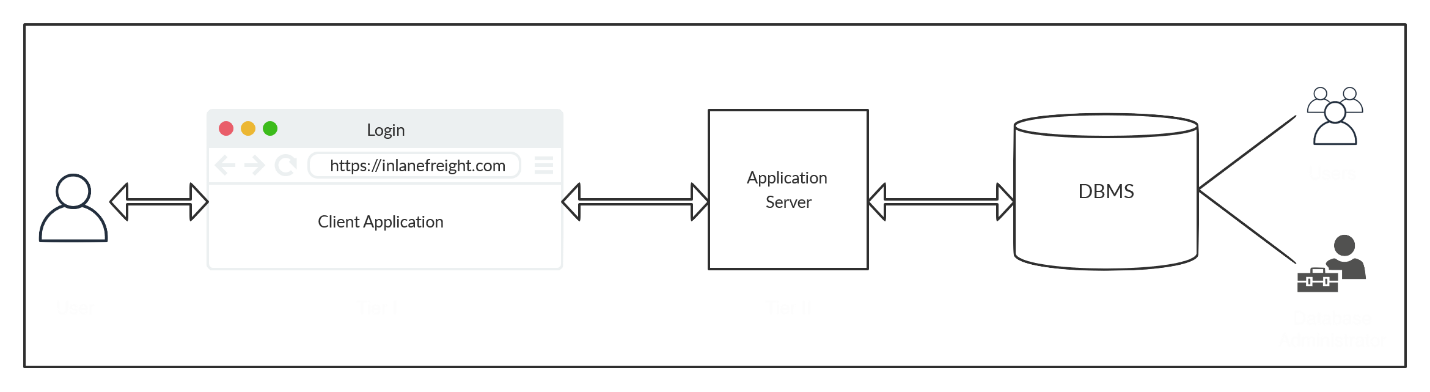 Login
https://inlanefreight.com
Client Application
Application
Server
DBMS